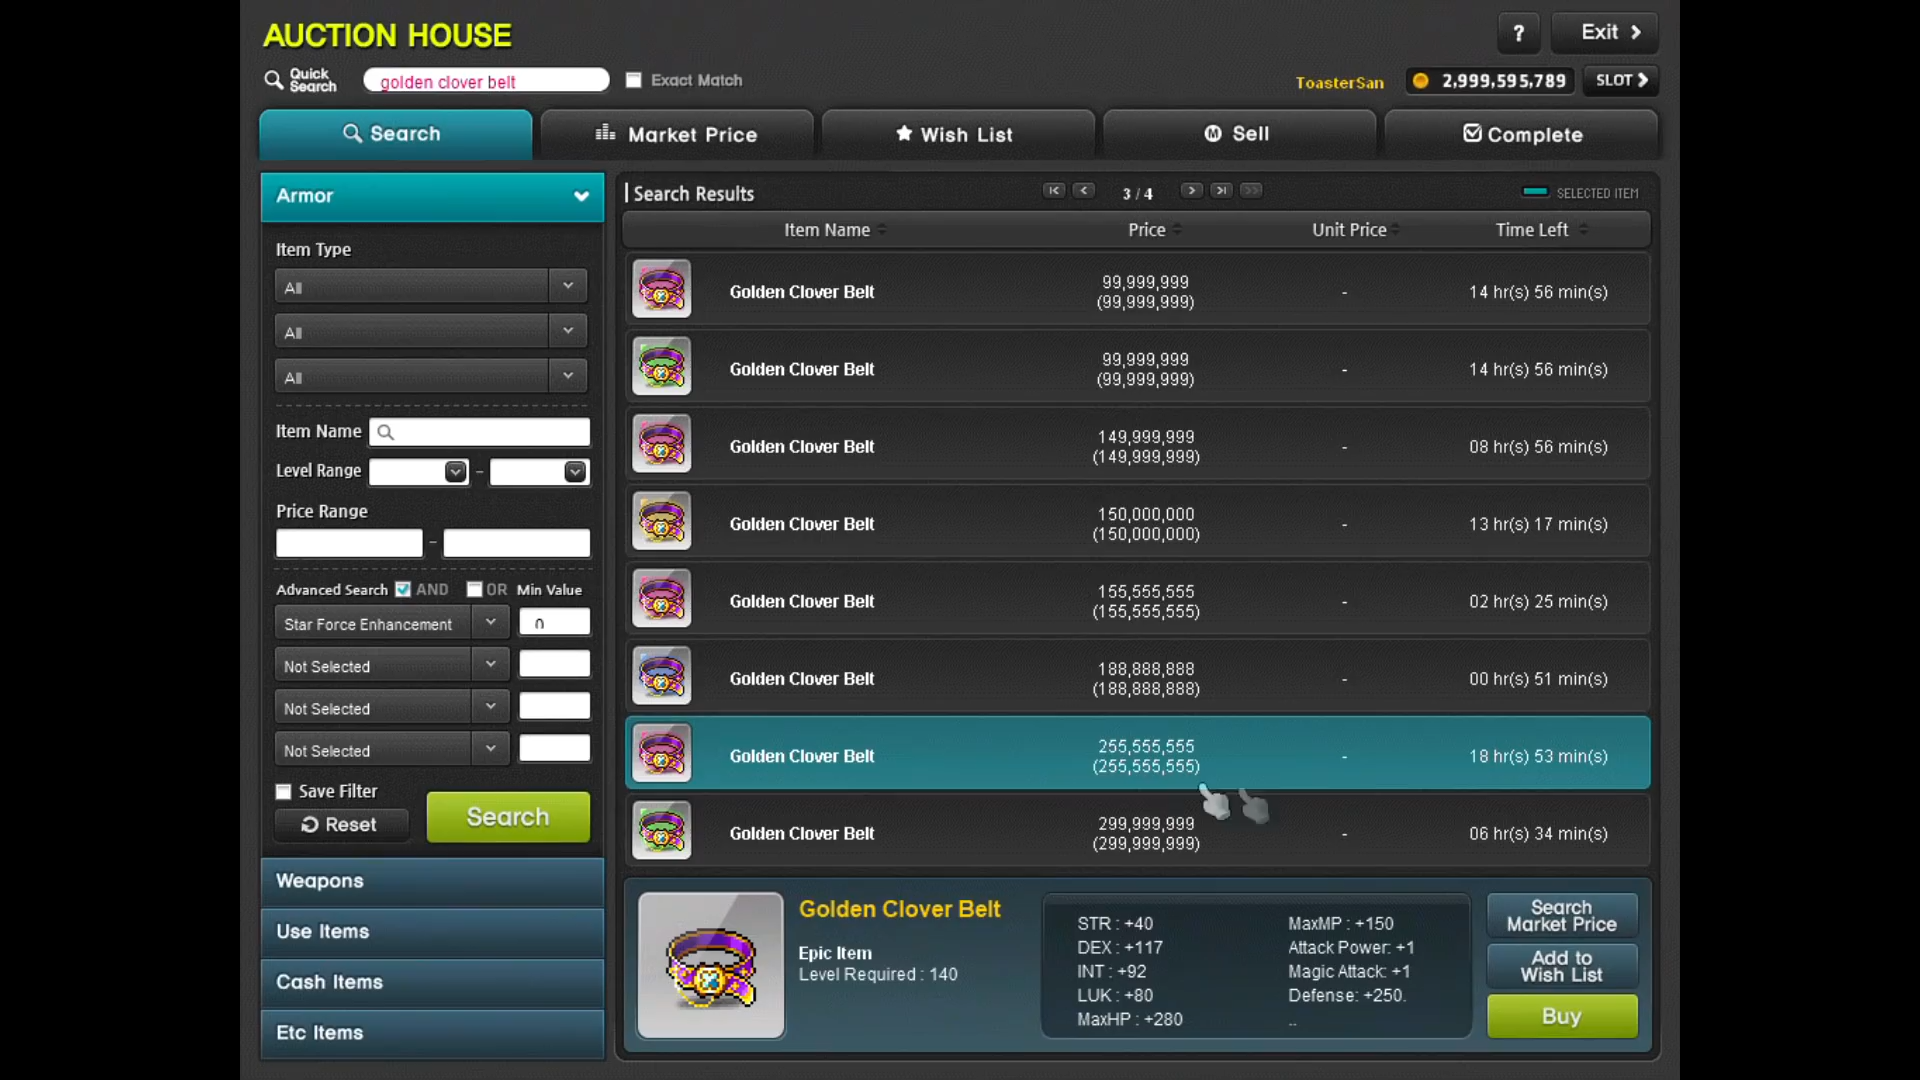 AUCTION HOUSE
?
Exit
Quick Search
golden clover belt
Exact Match
ToasterSan
2,999,595,789
SLOT
Search
Market Price
Wish List
Sell
Complete
Armor
Item Type
All
All
All
Item Name
Level Range
-
Price Range
-
Advanced Search
AND
OR
Min Value
Star Force Enhancement
0
Not Selected
Not Selected
Not Selected
Save Filter
Reset
Search
Weapons
Use Items
Cash Items
Etc Items
Search Results
3 / 4
SELECTED ITEM
Item Name
Price
Unit Price
Time Left
Golden Clover Belt
99,999,999
(99,999,999)
-
14 hr(s) 56 min(s)
Golden Clover Belt
99,999,999
(99,999,999)
-
14 hr(s) 56 min(s)
Golden Clover Belt
149,999,999
(149,999,999)
-
08 hr(s) 56 min(s)
Golden Clover Belt
150,000,000
(150,000,000)
-
13 hr(s) 17 min(s)
Golden Clover Belt
155,555,555
(155,555,555)
-
02 hr(s) 25 min(s)
Golden Clover Belt
188,888,888
(188,888,888)
-
00 hr(s) 51 min(s)
Golden Clover Belt
255,555,555
(255,555,555)
-
18 hr(s) 53 min(s)
Golden Clover Belt
299,999,999
(299,999,999)
-
06 hr(s) 34 min(s)
Golden Clover Belt
Epic Item
Level Required : 140
STR : +40
DEX : +117
INT : +92
LUK : +80
MaxHP : +280
MaxMP : +150
Attack Power: +1
Magic Attack: +1
Defense: +250.
..
Search
Market Price
Add to
Wish List
Buy